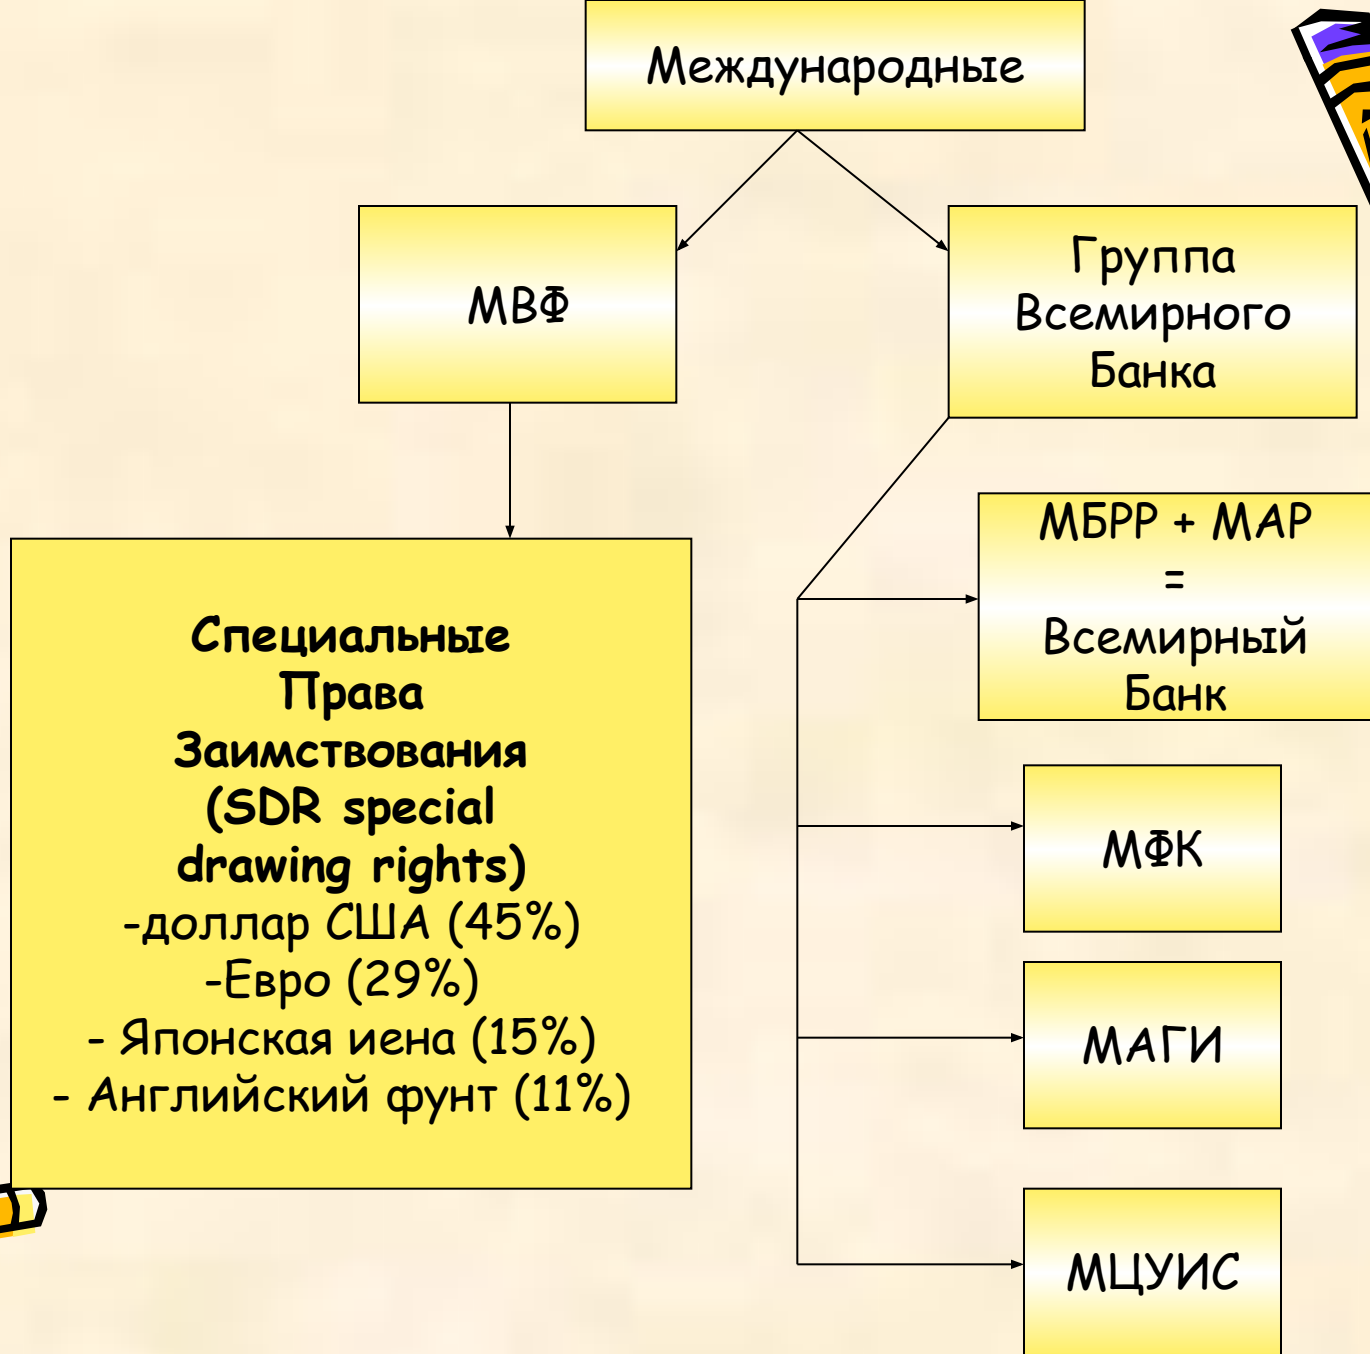 Международные
МВФ
Группа
Всемирного
Банка
МБРР + МАР
=
Всемирный
Банк
Специальные
Права
Заимствования
(SDR special
drawing rights)
-доллар США (45%)
-Евро (29%)
- Японская иена (15%)
- Английский фунт (11%)
МФК
МАГИ
МЦУИС